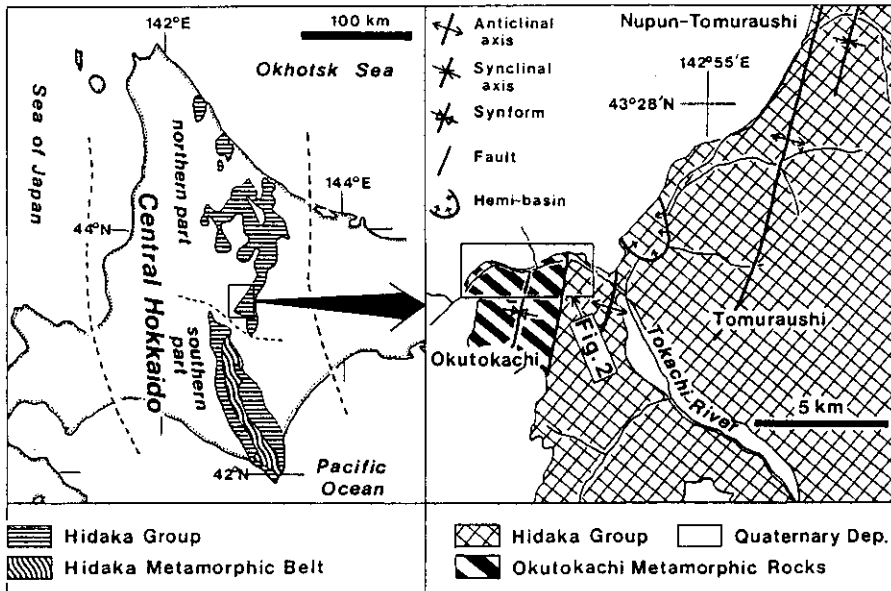 142°E
100 km
Okhotsk Sea
Sea of Japan
northern part
144°E
44°N
Central Hokkaido
southern part
42°N
Pacific
Ocean
Hidaka Group
Hidaka Metamorphic Belt
Anticlinal
axis
Synclinal
axis
Synform
Fault
Hemi-basin
Nupun-Tomuraushi
142°55′E
43°28′N
Tomuraushi
Okutokachi
Fig. 2
Tokachi River
5 km
Hidaka Group
Quaternary Dep.
Okutokachi Metamorphic Rocks